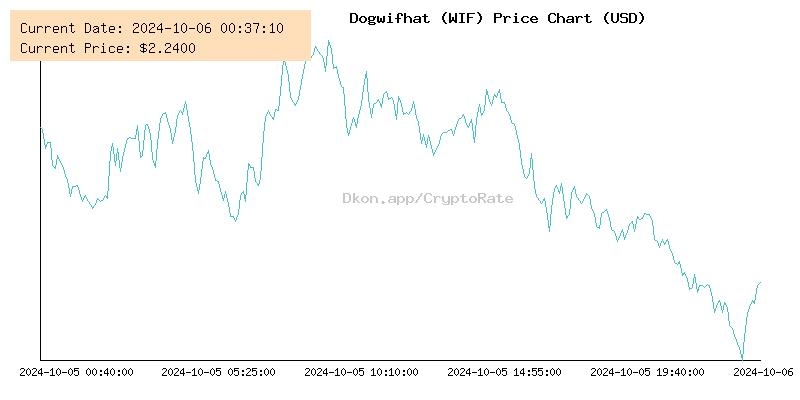 Dogwifhat (WIF) Price Chart (USD)
Current Date: 2024-10-06 00:37:10
Current Price: $2.2400
Dkon.app/CryptoRate
2024-10-05 00:40:00 2024-10-05 05:25:00 2024-10-05 10:10:00 2024-10-05 14:55:00 2024-10-05 19:40:00 2024-10-06